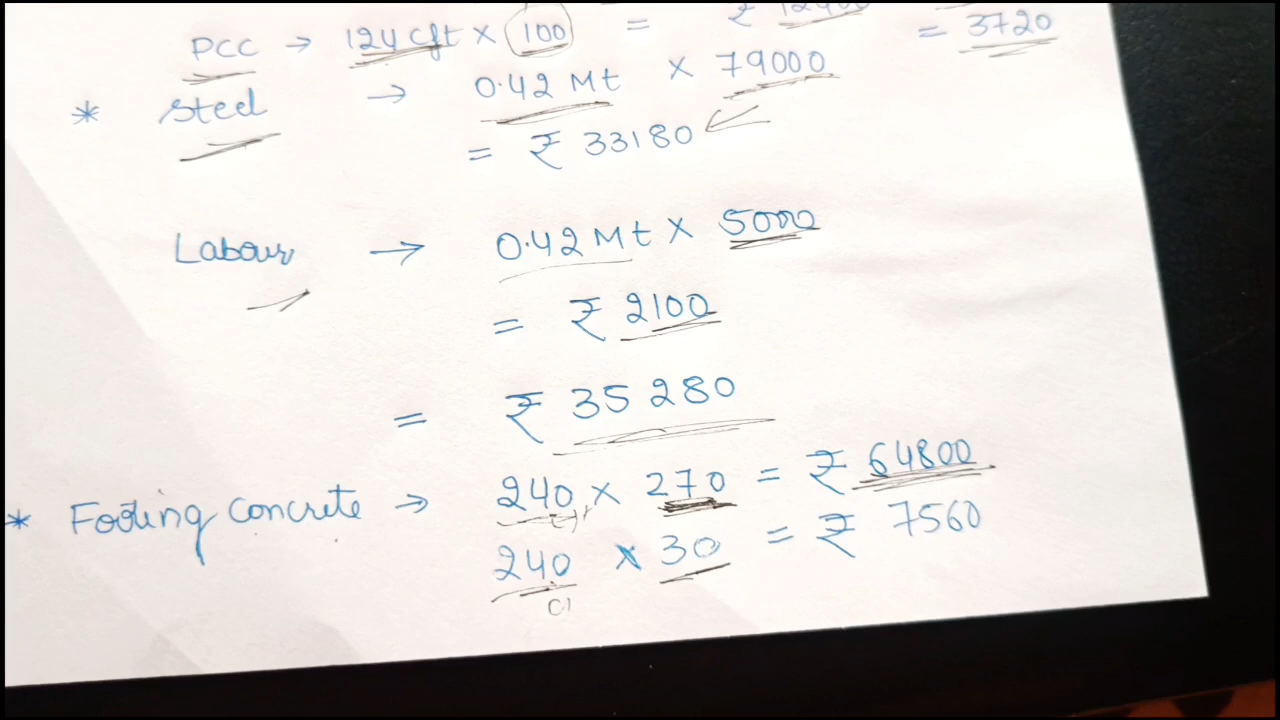 PCC → 124 Cft × 100 = ₹ 12400
= 3720
* Steel → 0.42 Mt × 79000
= ₹ 33180
Labour → 0.42 Mt × 5000
= ₹ 2100
= ₹ 35280
* Footing concrete → 240 × 270 = ₹ 64800
240 × 30 = ₹ 7560